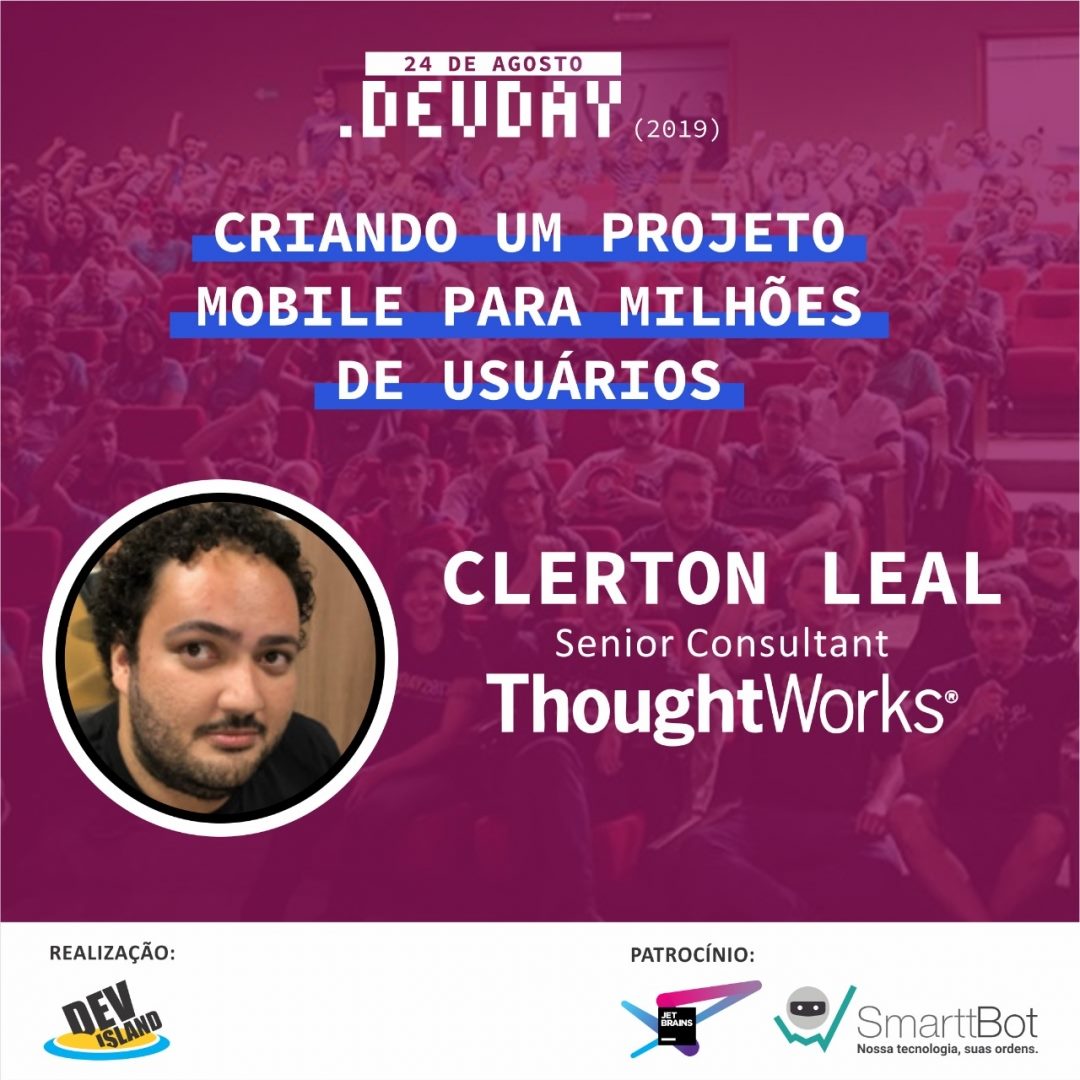 24 DE AGOSTO
.DEVDAY (2019)
CRIANDO UM PROJETO
MOBILE PARA MILHÕES
DE USUÁRIOS
CLERTON LEAL
Senior Consultant
ThoughtWorks®
REALIZAÇÃO:
DEV
ISLAND
PATROCÍNIO:
JET
BRAINS
SmarttBot
Nossa tecnologia, suas ordens.